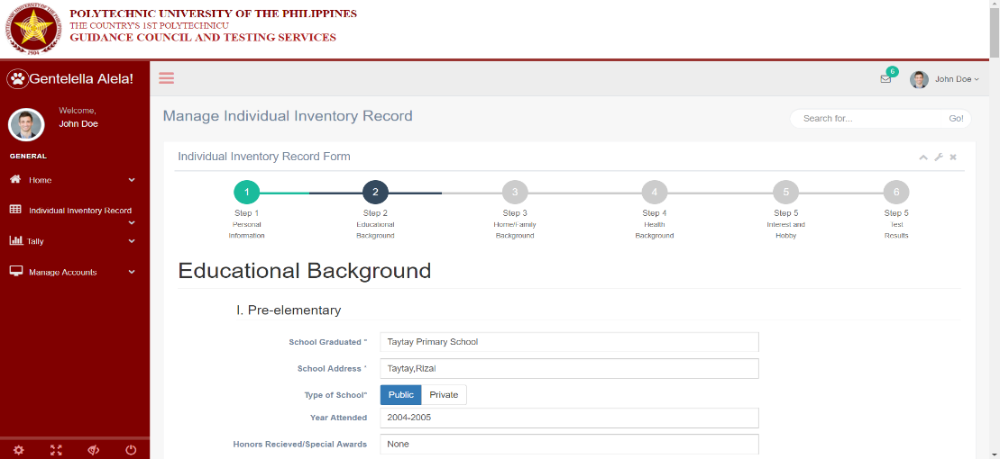 POLYTECHNIC UNIVERSITY OF THE PHILIPPINES
THE COUNTRY'S 1ST POLYTECHNICU
GUIDANCE COUNCIL AND TESTING SERVICES
1904
Gentelella Alela!
6
John Doe
Welcome,
John Doe
GENERAL
Home
Individual Inventory Record
Tally
Manage Accounts
Manage Individual Inventory Record
Search for...
Go!
Individual Inventory Record Form
1
2
3
4
5
6
Step 1
Personal
Information
Step 2
Educational
Background
Step 3
Home/Family
Background
Step 4
Health
Background
Step 5
Interest and
Hobby
Step 5
Test
Results
Educational Background
I. Pre-elementary
School Graduated *
Taytay Primary School
School Address *
Taytay,Rizal
Type of School*
Public
Private
Year Attended
2004-2005
Honors Recieved/Special Awards
None